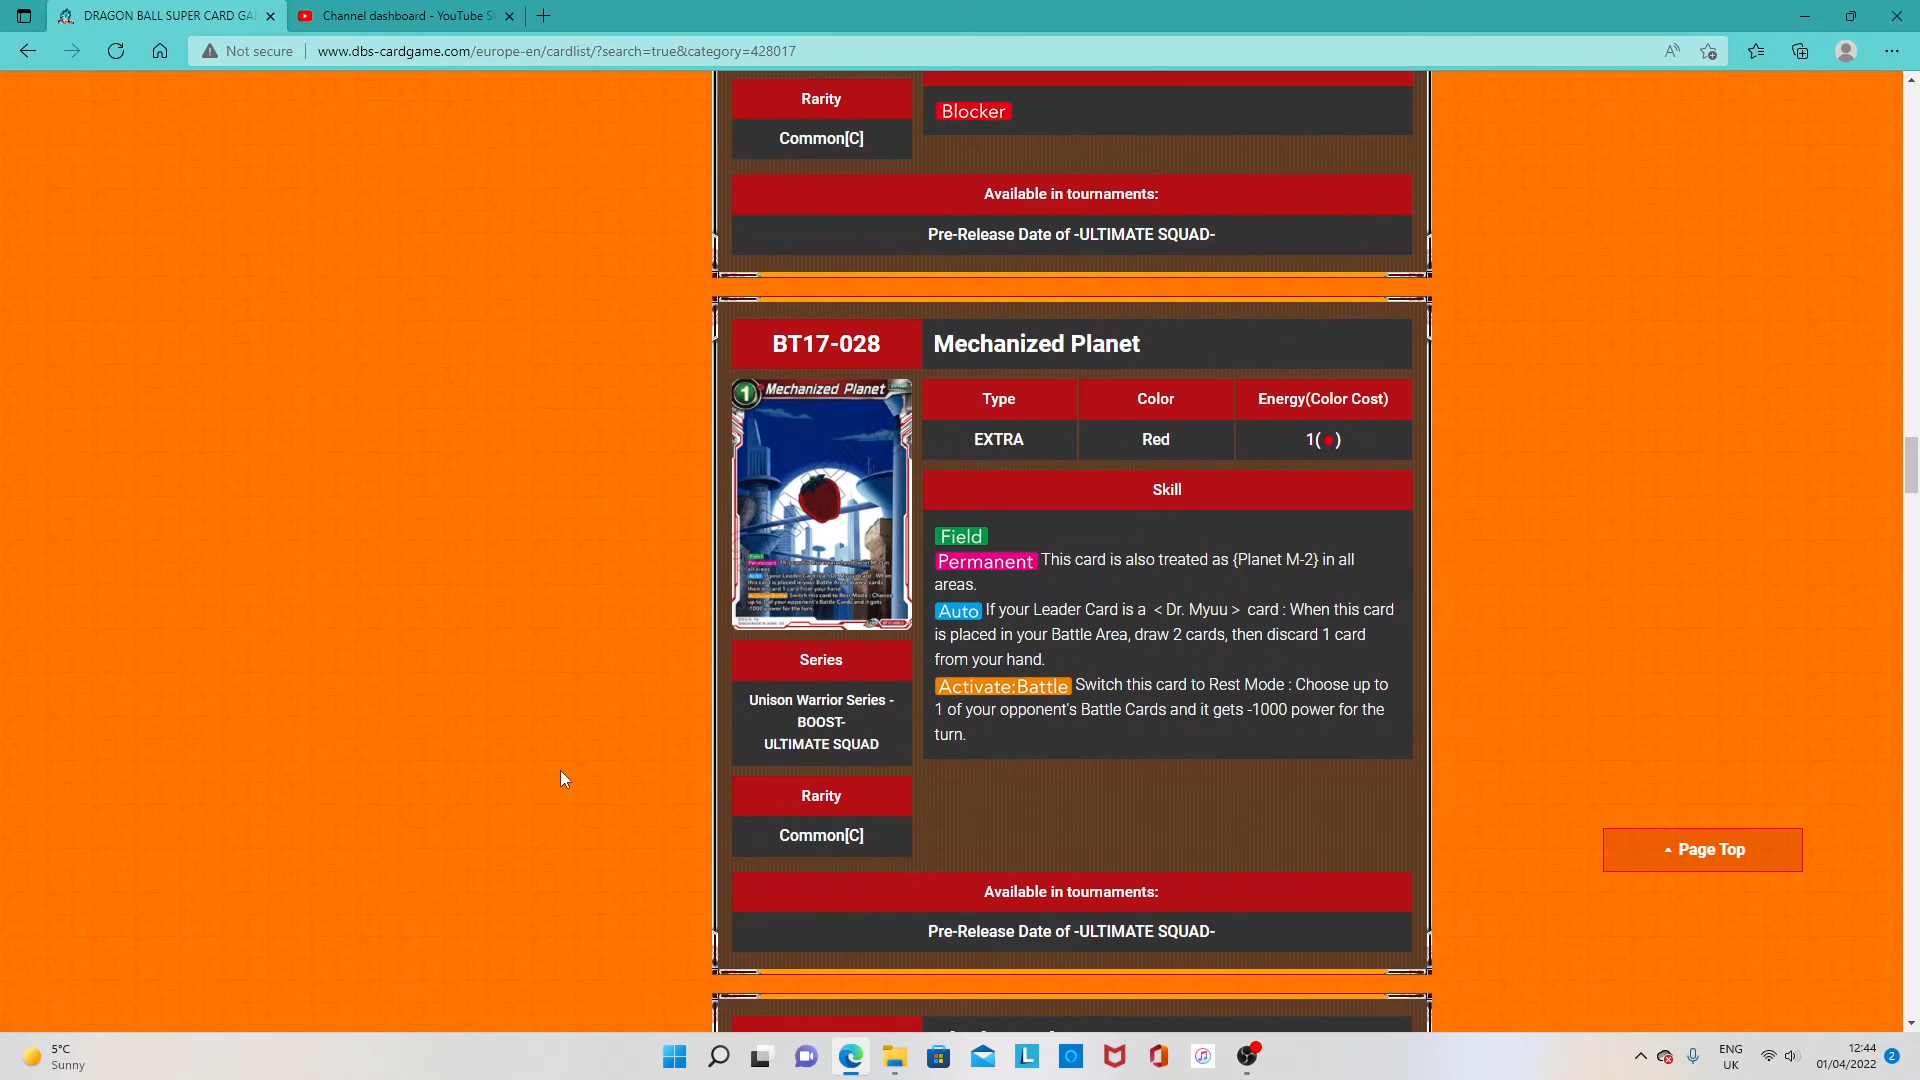 DRAGON BALL SUPER CARD GA
Channel dashboard - YouTube S
Not secure
www.dbs-cardgame.com/europe-en/cardlist/?search=true&category=428017
Rarity
Common[C]
Blocker
Available in tournaments:
Pre-Release Date of -ULTIMATE SQUAD-
BT17-028
Mechanized Planet
1
Mechanized Planet
Type
Color
Energy(Color Cost)
EXTRA
Red
1( )
Skill
Field
Permanent This card is also treated as {Planet M-2} in all
areas.
Auto If your Leader Card is a <Dr. Myuu> card : When this card
is placed in your Battle Area, draw 2 cards, then discard 1 card
from your hand.
Activate:Battle Switch this card to Rest Mode : Choose up to
1 of your opponent's Battle Cards and it gets -1000 power for the
turn.
Series
Unison Warrior Series -
BOOST-
ULTIMATE SQUAD
Rarity
Common[C]
Available in tournaments:
Pre-Release Date of -ULTIMATE SQUAD-
Page Top
5°C
Sunny
ENG
UK
12:44
01/04/2022
2